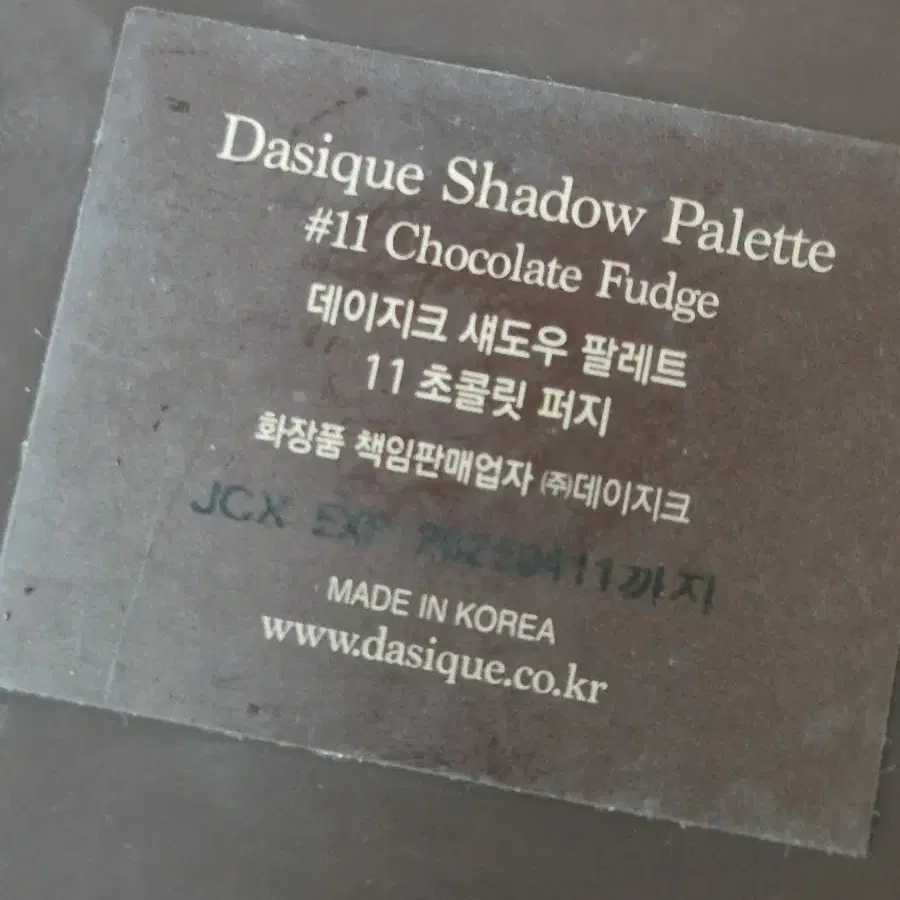 Dasique Shadow Palette
#11 Chocolate Fudge
데이지크 섀도우 팔레트
11 초콜릿 퍼지
화장품 책임판매업자 ㈜데이지크
JCX EXP 까지
MADE IN KOREA
www.dasique.co.kr